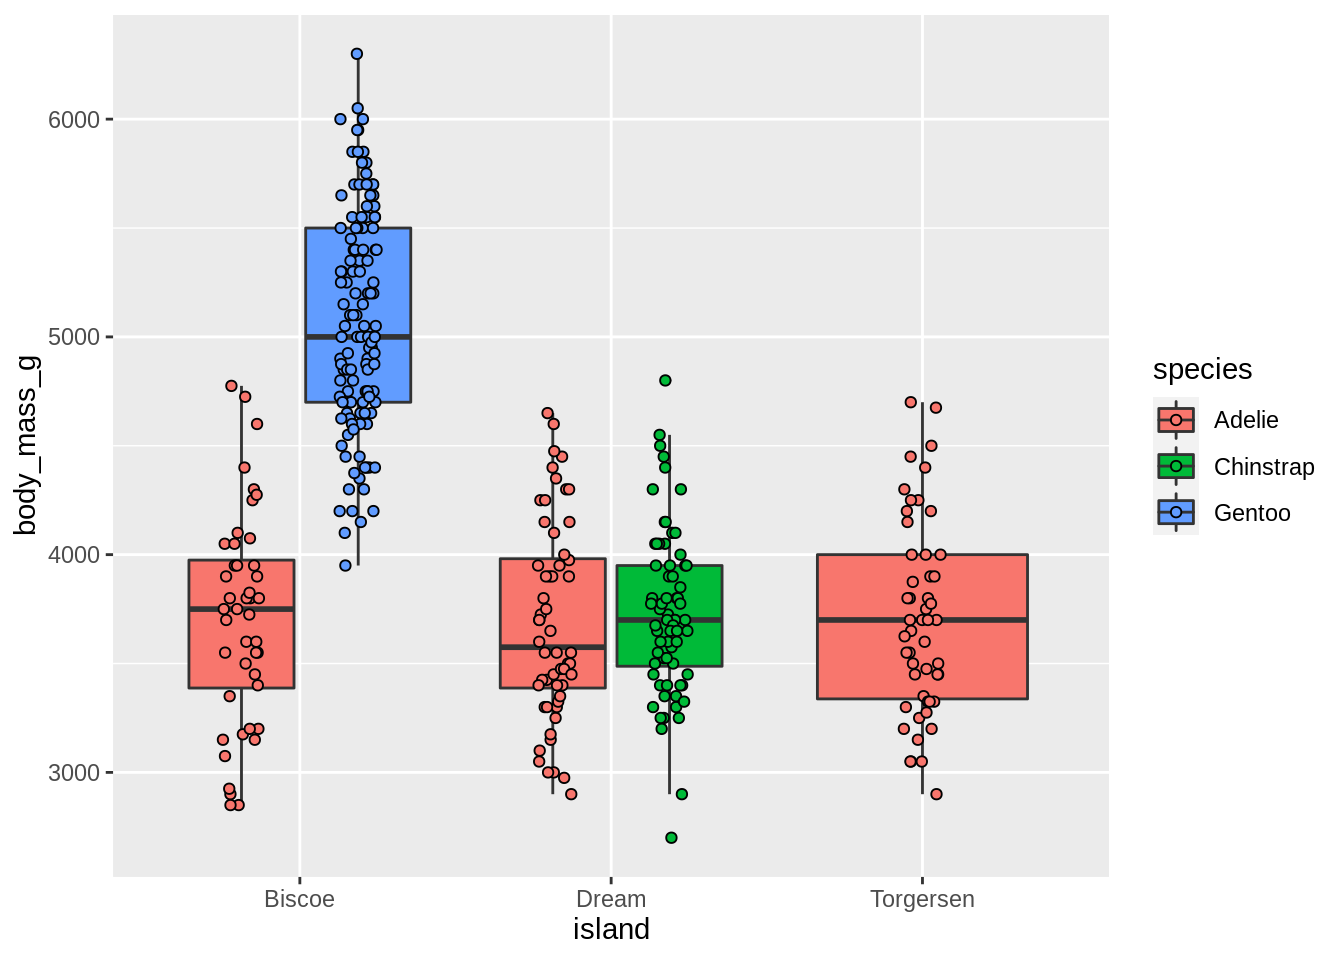 6000
5000
4000
3000
body_mass_g
Biscoe
Dream
Torgersen
island
species
Adelie
Chinstrap
Gentoo